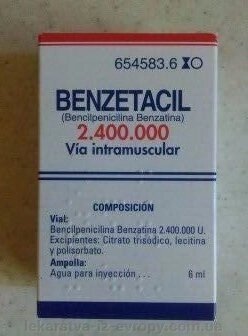 654583.6
BENZETACIL
(Bencilpenicilina Benzatina)
2.400.000
Vía intramuscular
COMPOSICIÓN
Vial:
Bencilpenicilina Benzatina 2.400.000 U.
Excipientes: Citrato trisódico, lecitina
y polisorbato.
Ampolla:
Agua para inyección . . . 6 ml
lekarstva-iz-evropy.com.ua